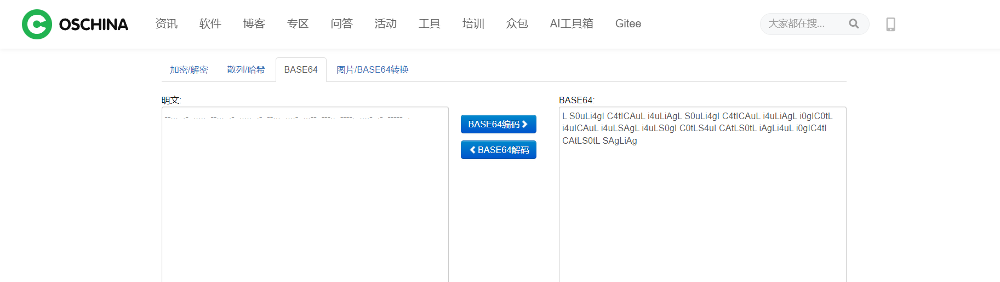 OSCHINA 资讯 软件 博客 专区 问答 活动 工具 培训 众包 AI工具箱 Gitee 大家都在搜...
加密/解密 散列/哈希 BASE64 图片/BASE64转换
明文:
BASE64:
--... .- ..... --... .- ..... .- --... ....- ...-- ---.. ----. ....- .- ----- .
BASE64编码
BASE64解码
L S0uLi4gI C4tICAuL i4uLiAgL S0uLi4gI C4tICAuL i4uLiAgL i0gIC0tL
i4uICAuL i4uLSAgL i4uLS0gI C0tLS4uI CAtLS0tL iAgLi4uL i0gIC4tI
CAtLS0tL SAgLiAg